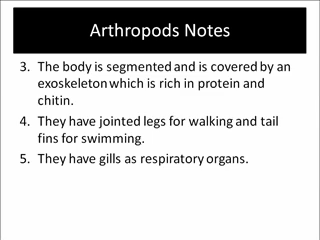 Arthropods Notes
3. The body is segmented and is covered by an
exoskeleton which is rich in protein and
chitin.
4. They have jointed legs for walking and tail
fins for swimming.
5. They have gills as respiratory organs.